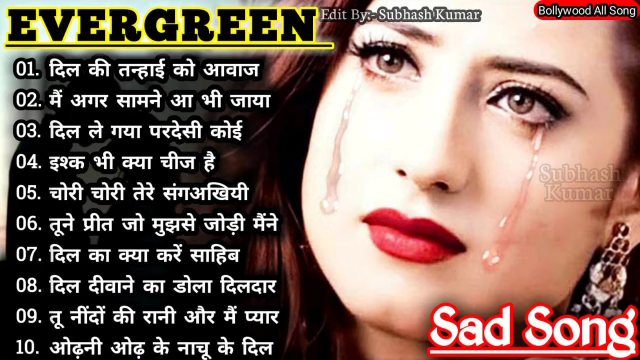 EVERGREEN
Edit By:- Subhash Kumar
Bollywood All Song
01. दिल की तन्हाई को आवाज
02. मैं अगर सामने आ भी जाया
03. दिल ले गया परदेसी कोई
04. इश्क भी क्या चीज है
05. चोरी चोरी तेरे संगअखियी
06. तूने प्रीत जो मुझसे जोड़ी मैंने
07. दिल का क्या करें साहिब
08. दिल दीवाने का डोला दिलदार
09. तू नींदों की रानी और मैं प्यार
10. ओढ़नी ओढ़ के नाचू के दिल
Subhash
Kumar
Sad Song